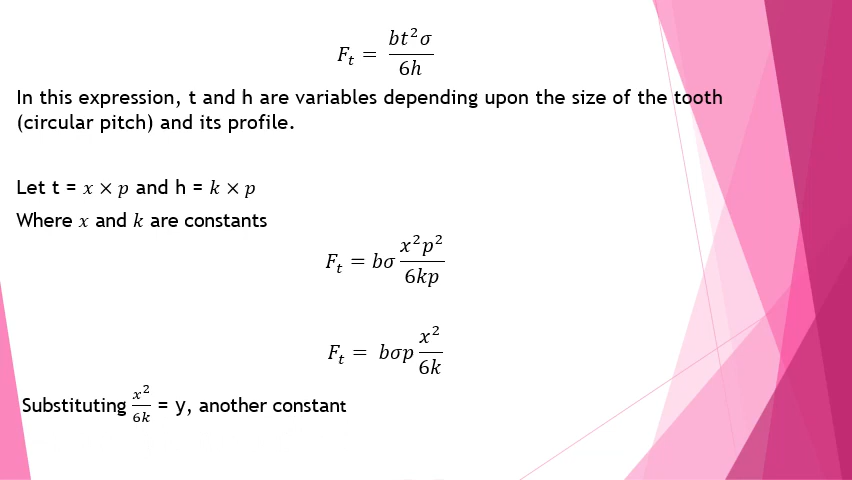 F_t = bt²σ / 6h
In this expression, t and h are variables depending upon the size of the tooth
(circular pitch) and its profile.
Let t = x × p and h = k × p
Where x and k are constants
F_t = bσ x²p² / 6kp
F_t = bσp x² / 6k
Substituting x² / 6k = y, another constant